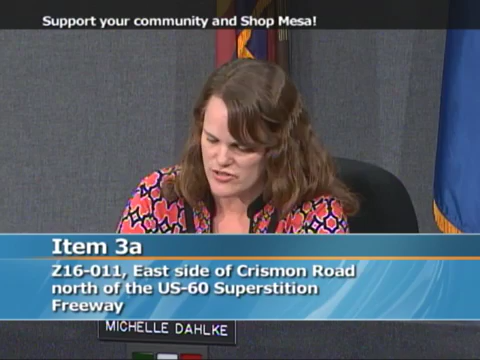 Support your community and Shop Mesa!
Item 3a
Z16-011, East side of Crismon Road
north of the US-60 Superstition
Freeway
MICHELLE DAHLKE